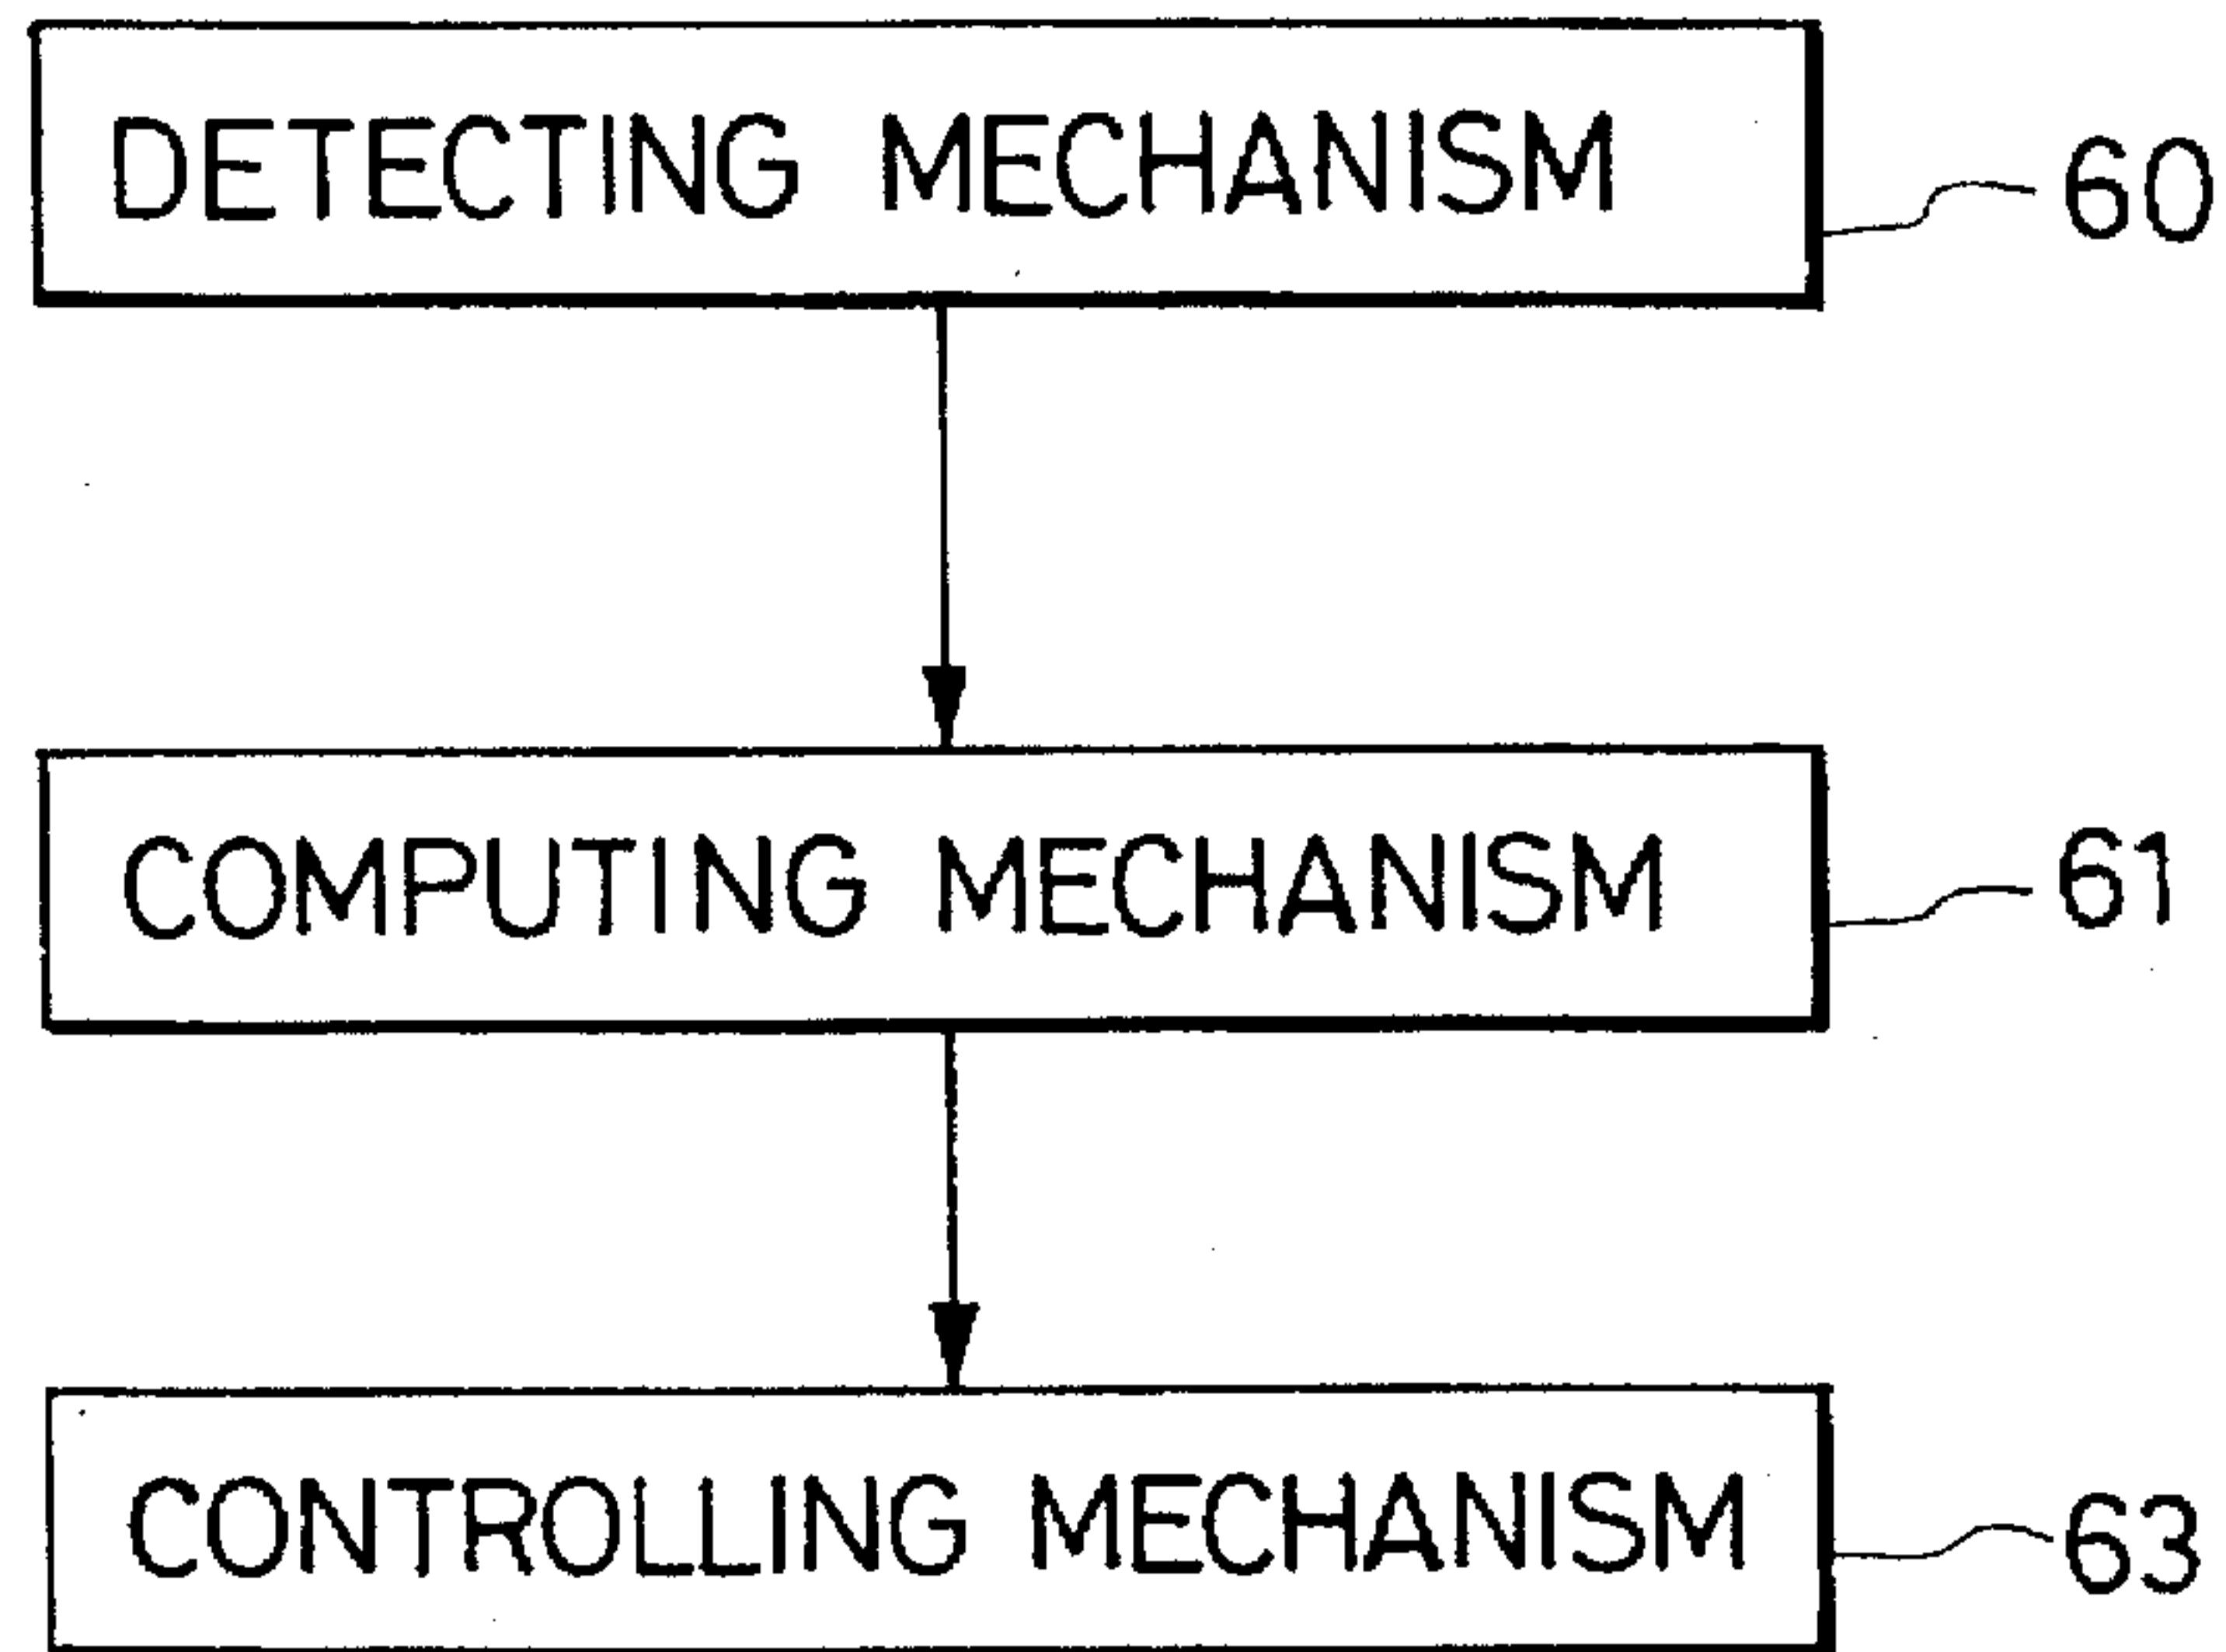 DETECTING MECHANISM
60
COMPUTING MECHANISM
61
CONTROLLING MECHANISM
63